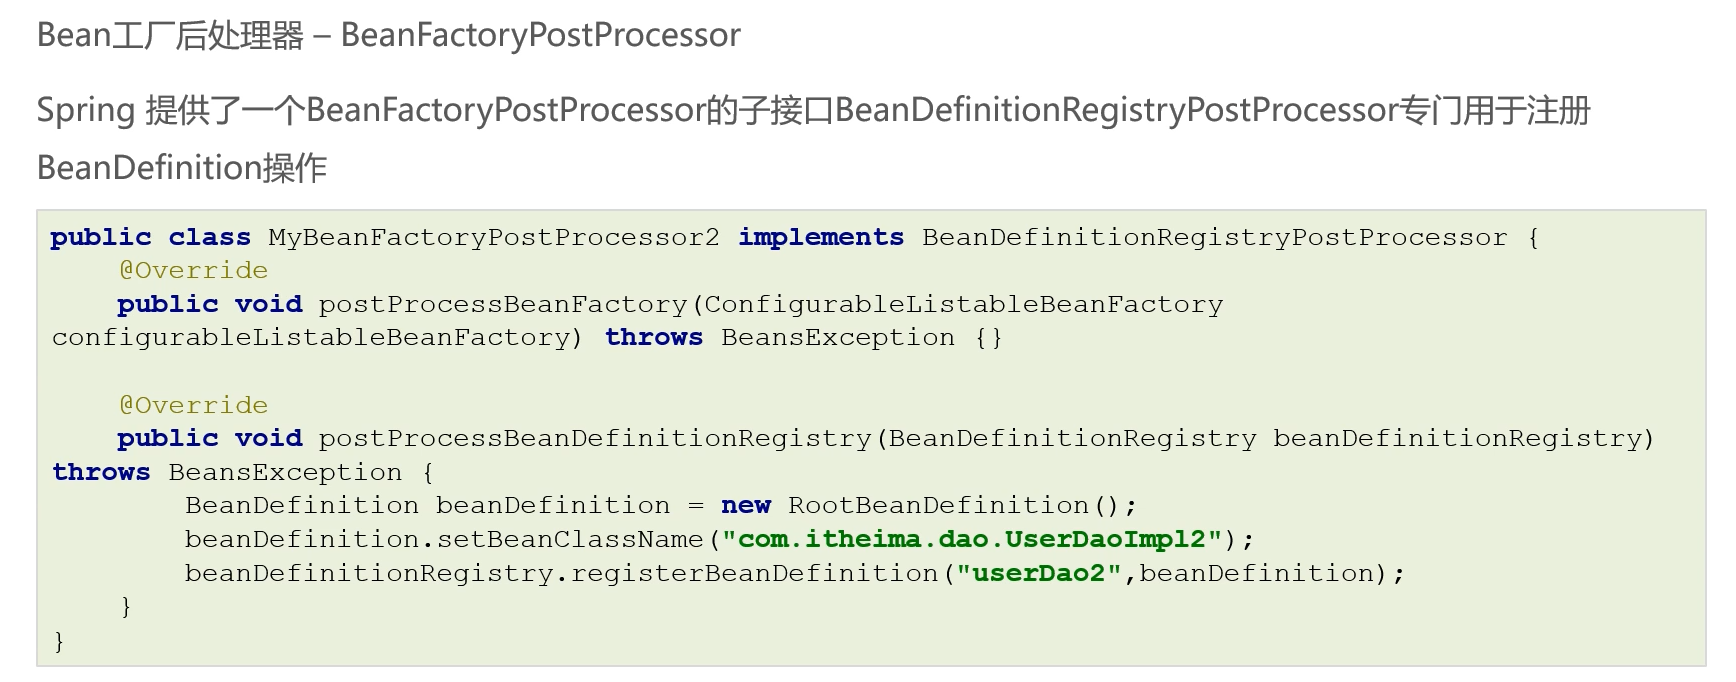 Bean工厂后处理器 – BeanFactoryPostProcessor
Spring 提供了一个BeanFactoryPostProcessor的子接口BeanDefinitionRegistryPostProcessor专门用于注册
BeanDefinition操作
public class MyBeanFactoryPostProcessor2 implements BeanDefinitionRegistryPostProcessor {
    @Override
    public void postProcessBeanFactory(ConfigurableListableBeanFactory
configurableListableBeanFactory) throws BeansException {}
    @Override
    public void postProcessBeanDefinitionRegistry(BeanDefinitionRegistry beanDefinitionRegistry)
throws BeansException {
        BeanDefinition beanDefinition = new RootBeanDefinition();
        beanDefinition.setBeanClassName("com.itheima.dao.UserDaoImpl2");
        beanDefinitionRegistry.registerBeanDefinition("userDao2",beanDefinition);
    }
}